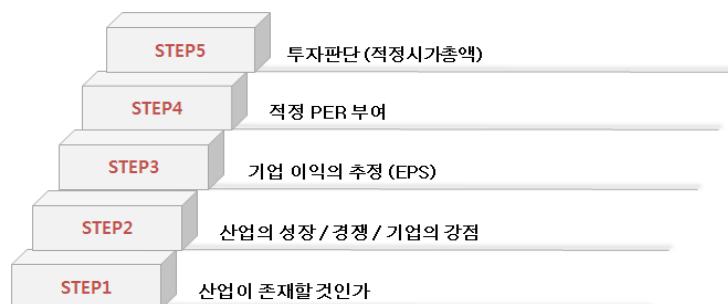 STEP5 투자판단 (적정시가총액)
STEP4 적정 PER 부여
STEP3 기업 이익의 추정 (EPS)
STEP2 산업의 성장 / 경쟁 / 기업의 강점
STEP1 산업이 존재할 것인가